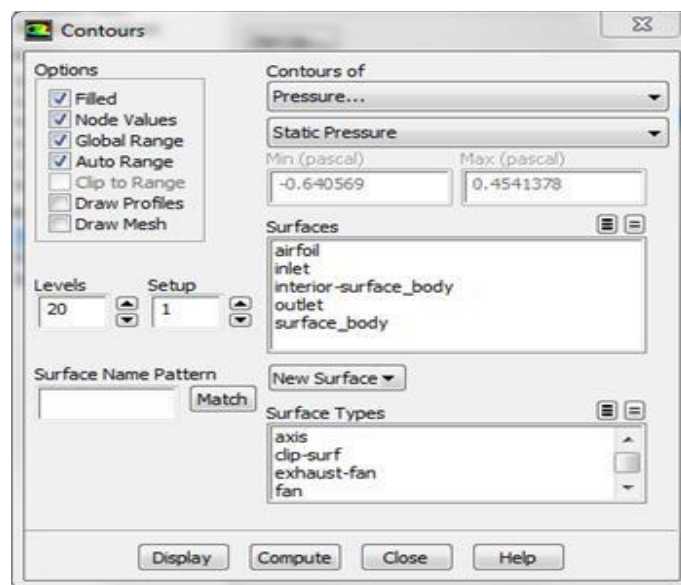 Contours
Options
Filled
Node Values
Global Range
Auto Range
Clip to Range
Draw Profiles
Draw Mesh
Levels Setup
20 1
Surface Name Pattern
Match
Contours of
Pressure...
Static Pressure
Min (pascal) Max (pascal)
-0.640569 0.4541378
Surfaces
airfoil
inlet
interior-surface_body
outlet
surface_body
New Surface
Surface Types
axis
clip-surf
exhaust-fan
fan
Display Compute Close Help